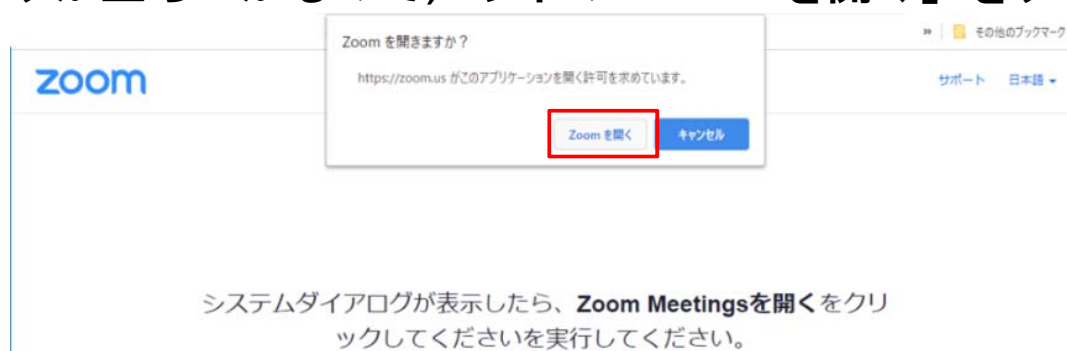 Zoom を開きますか？
» その他のブックマーク
https://zoom.us がこのアプリケーションを開く許可を求めています。
zoom
サポート 日本語
Zoom を開く キャンセル
システムダイアログが表示したら、Zoom Meetingsを開くをクリ
ックしてくださいを実行してください。